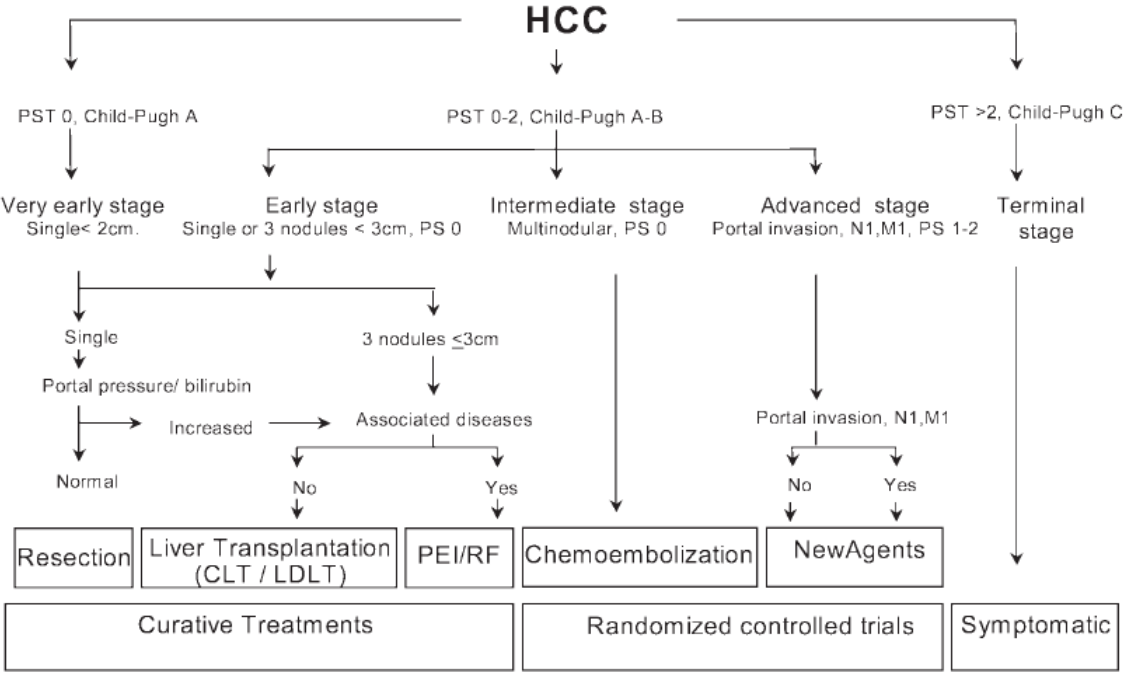 HCC
PST 0, Child-Pugh A
PST 0-2, Child-Pugh A-B
PST >2, Child-Pugh C
Very early stage
Single< 2cm.
Early stage
Single or 3 nodules < 3cm, PS 0
Intermediate stage
Multinodular, PS 0
Advanced stage
Portal invasion, N1,M1, PS 1-2
Terminal
stage
Single
3 nodules ≤3cm
Portal pressure/ bilirubin
Increased
Associated diseases
Portal invasion, N1,M1
Normal
No
Yes
No
Yes
Resection
Liver Transplantation
(CLT / LDLT)
PEI/RF
Chemoembolization
NewAgents
Curative Treatments
Randomized controlled trials
Symptomatic